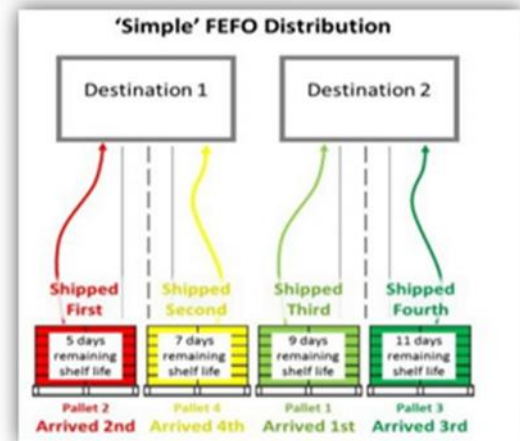 ‘Simple’ FEFO Distribution
Destination 1
Destination 2
Shipped
First
Shipped
Second
Shipped
Third
Shipped
Fourth
5 days
remaining
shelf life
7 days
remaining
shelf life
9 days
remaining
shelf life
11 days
remaining
shelf life
Pallet 2
Arrived 2nd
Pallet 4
Arrived 4th
Pallet 1
Arrived 1st
Pallet 3
Arrived 3rd